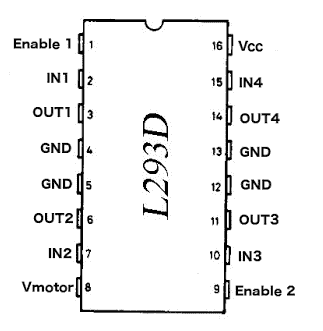 Enable 1 1 16 Vcc
IN1 2 15 IN4
OUT1 3 14 OUT4
GND 4 13 GND
GND 5 12 GND
OUT2 6 11 OUT3
IN2 7 10 IN3
Vmotor 8 9 Enable 2
L293D